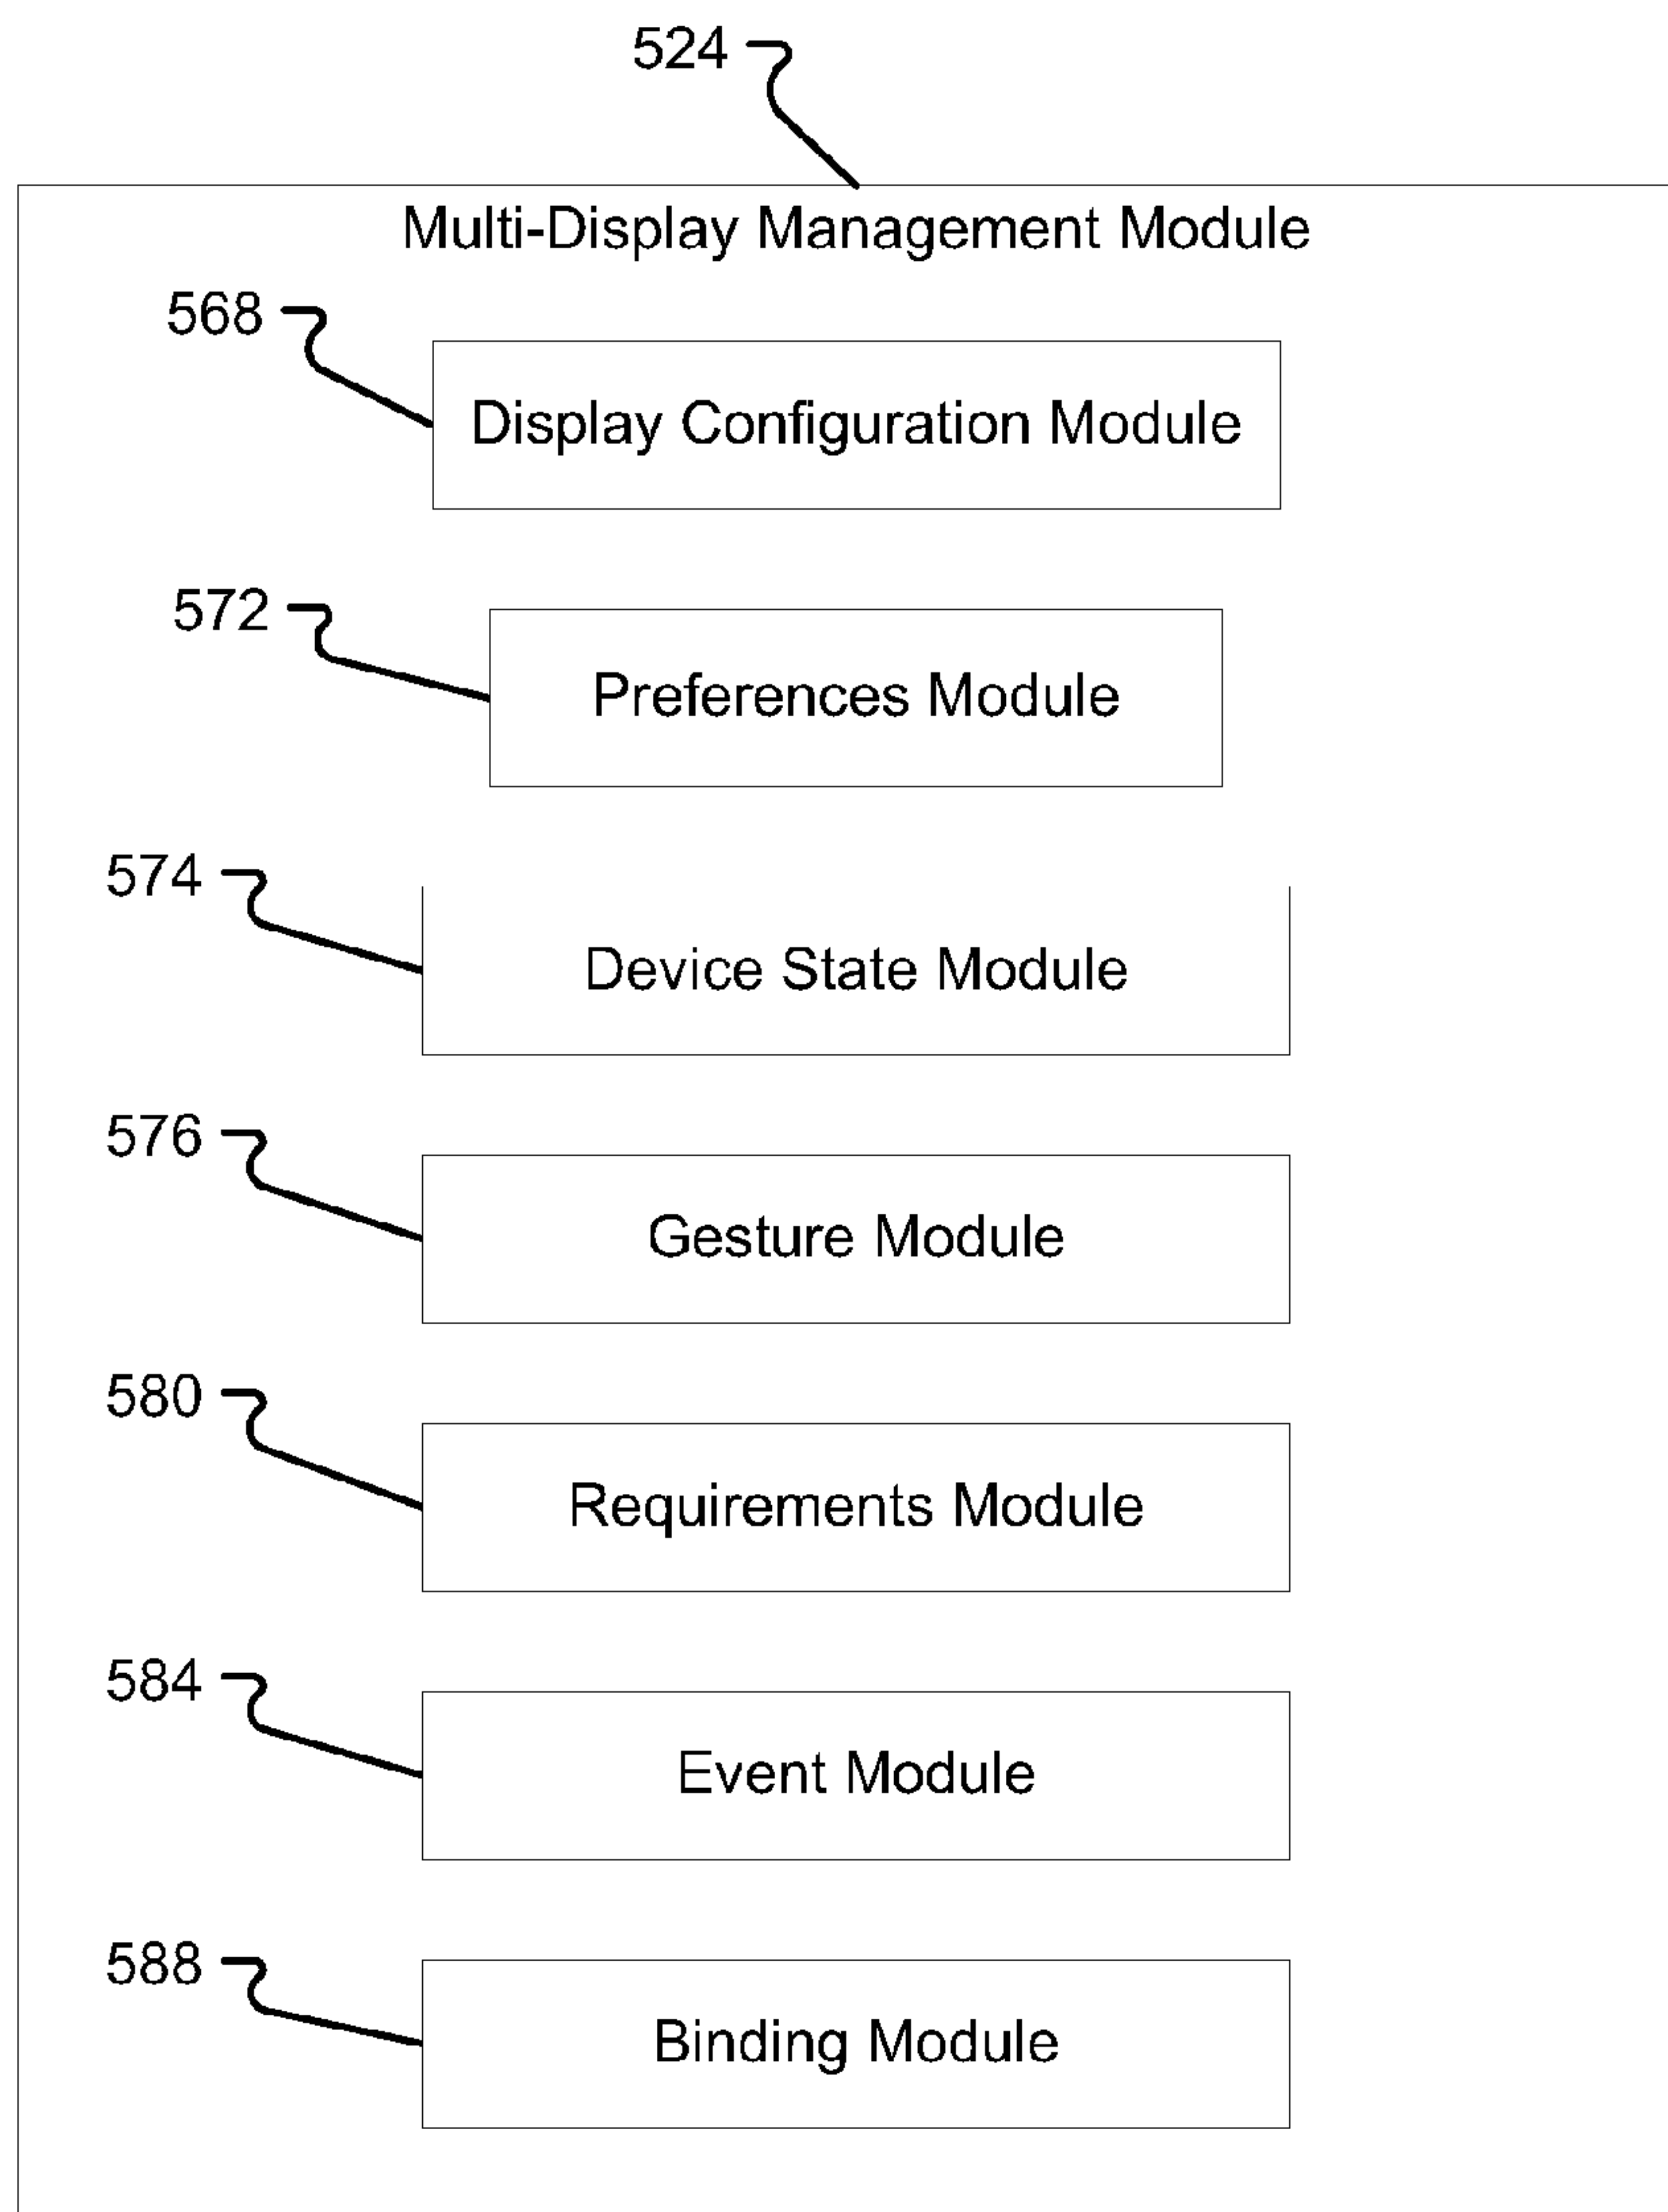 524
Multi-Display Management Module
568
Display Configuration Module
572
Preferences Module
574
Device State Module
576
Gesture Module
580
Requirements Module
584
Event Module
588
Binding Module